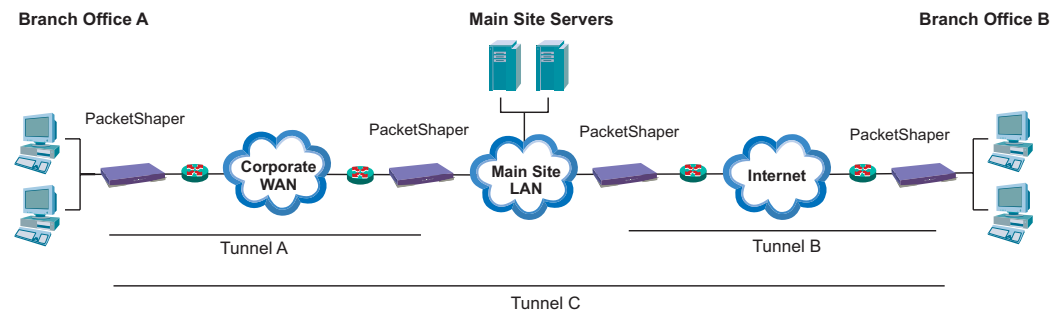 Branch Office A
Main Site Servers
Branch Office B
PacketShaper
PacketShaper
PacketShaper
PacketShaper
Corporate
WAN
Main Site
LAN
Internet
Tunnel A
Tunnel B
Tunnel C